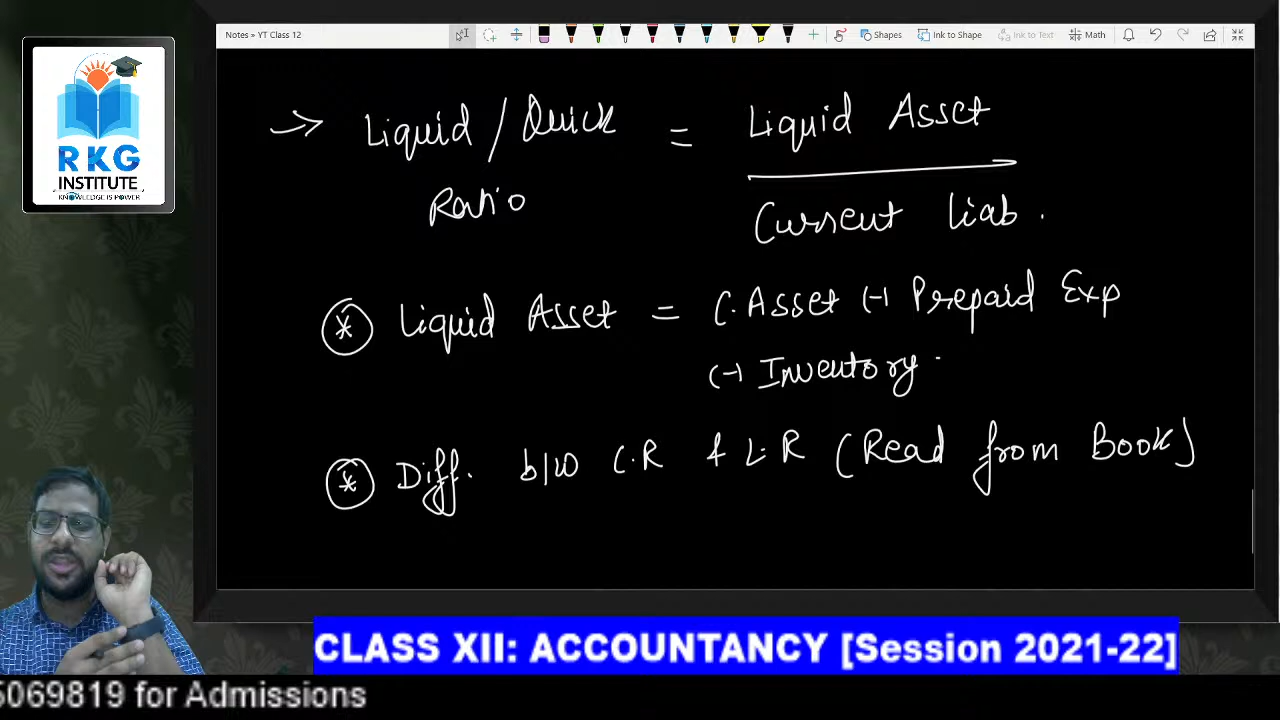 Notes » YT Class 12
Shapes
Ink to Shape
Ink to Text
Math
RKG
INSTITUTE
KNOWLEDGE IS POWER
→ Liquid / Quick Ratio = Liquid Asset
Current Liab.
* Liquid Asset = C.Asset (-) Prepaid Exp
(-) Inventory.
* Diff. b/w C.R & L.R (Read from Book)
CLASS XII: ACCOUNTANCY [Session 2021-22]
5069819 for Admissions